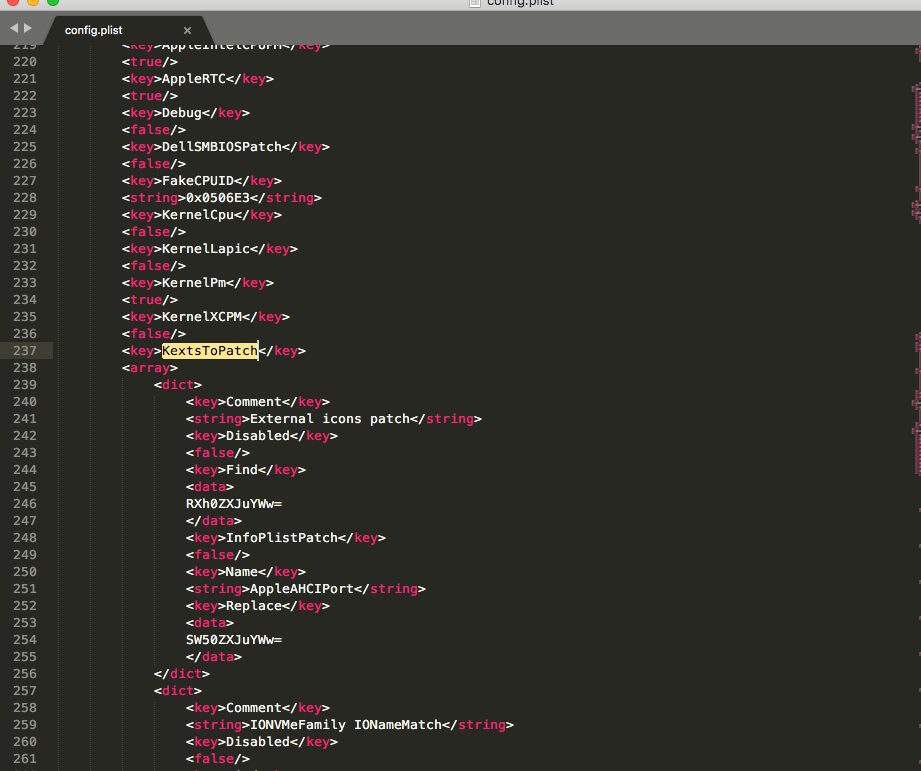 config.plist
config.plist ×
219 <key>AppleIntelCPUPM</key>
220 <true/>
221 <key>AppleRTC</key>
222 <true/>
223 <key>Debug</key>
224 <false/>
225 <key>DellSMBIOSPatch</key>
226 <false/>
227 <key>FakeCPUID</key>
228 <string>0x0506E3</string>
229 <key>KernelCpu</key>
230 <false/>
231 <key>KernelLapic</key>
232 <false/>
233 <key>KernelPm</key>
234 <true/>
235 <key>KernelXCPM</key>
236 <false/>
237 <key>KextsToPatch</key>
238 <array>
239 <dict>
240 <key>Comment</key>
241 <string>External icons patch</string>
242 <key>Disabled</key>
243 <false/>
244 <key>Find</key>
245 <data>
246 RXh0ZXJuYWw=
247 </data>
248 <key>InfoPlistPatch</key>
249 <false/>
250 <key>Name</key>
251 <string>AppleAHCIPort</string>
252 <key>Replace</key>
253 <data>
254 SW50ZXJuYWw=
255 </data>
256 </dict>
257 <dict>
258 <key>Comment</key>
259 <string>IONVMeFamily IONameMatch</string>
260 <key>Disabled</key>
261 <false/>